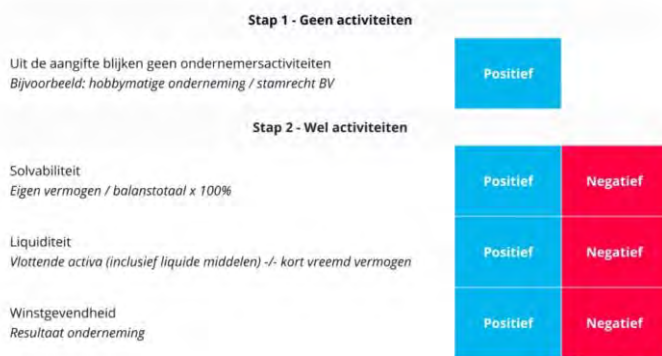 Stap 1 - Geen activiteiten
Uit de aangifte blijken geen ondernemersactiviteiten
Positief
Bijvoorbeeld: hobbymatige onderneming / stamrecht BV
Stap 2 - Wel activiteiten
Solvabiliteit
Positief
Negatief
Eigen vermogen / balanstotaal x 100%
Liquiditeit
Positief
Negatief
Vlottende activa (inclusief liquide middelen) -/- kort vreemd vermogen
Winstgevendheid
Positief
Negatief
Resultaat onderneming